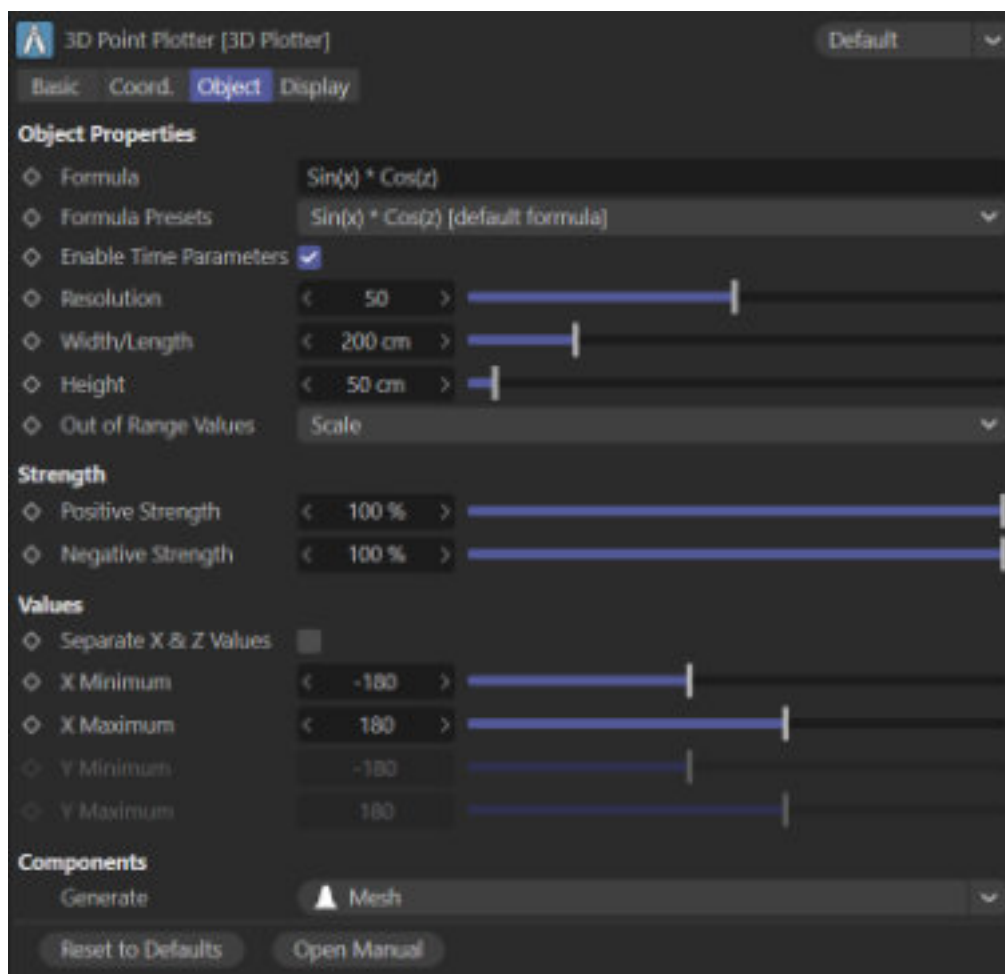 3D Point Plotter [3D Plotter] Default
Basic Coord. Object Display
Object Properties
Formula Sin(x) * Cos(z)
Formula Presets Sin(x) * Cos(z) [default formula]
Enable Time Parameters
Resolution 50
Width/Length 200 cm
Height 50 cm
Out of Range Values Scale
Strength
Positive Strength 100 %
Negative Strength 100 %
Values
Separate X & Z Values
X Minimum -180
X Maximum 180
Y Minimum -180
Y Maximum 180
Components
Generate Mesh
Reset to Defaults Open Manual